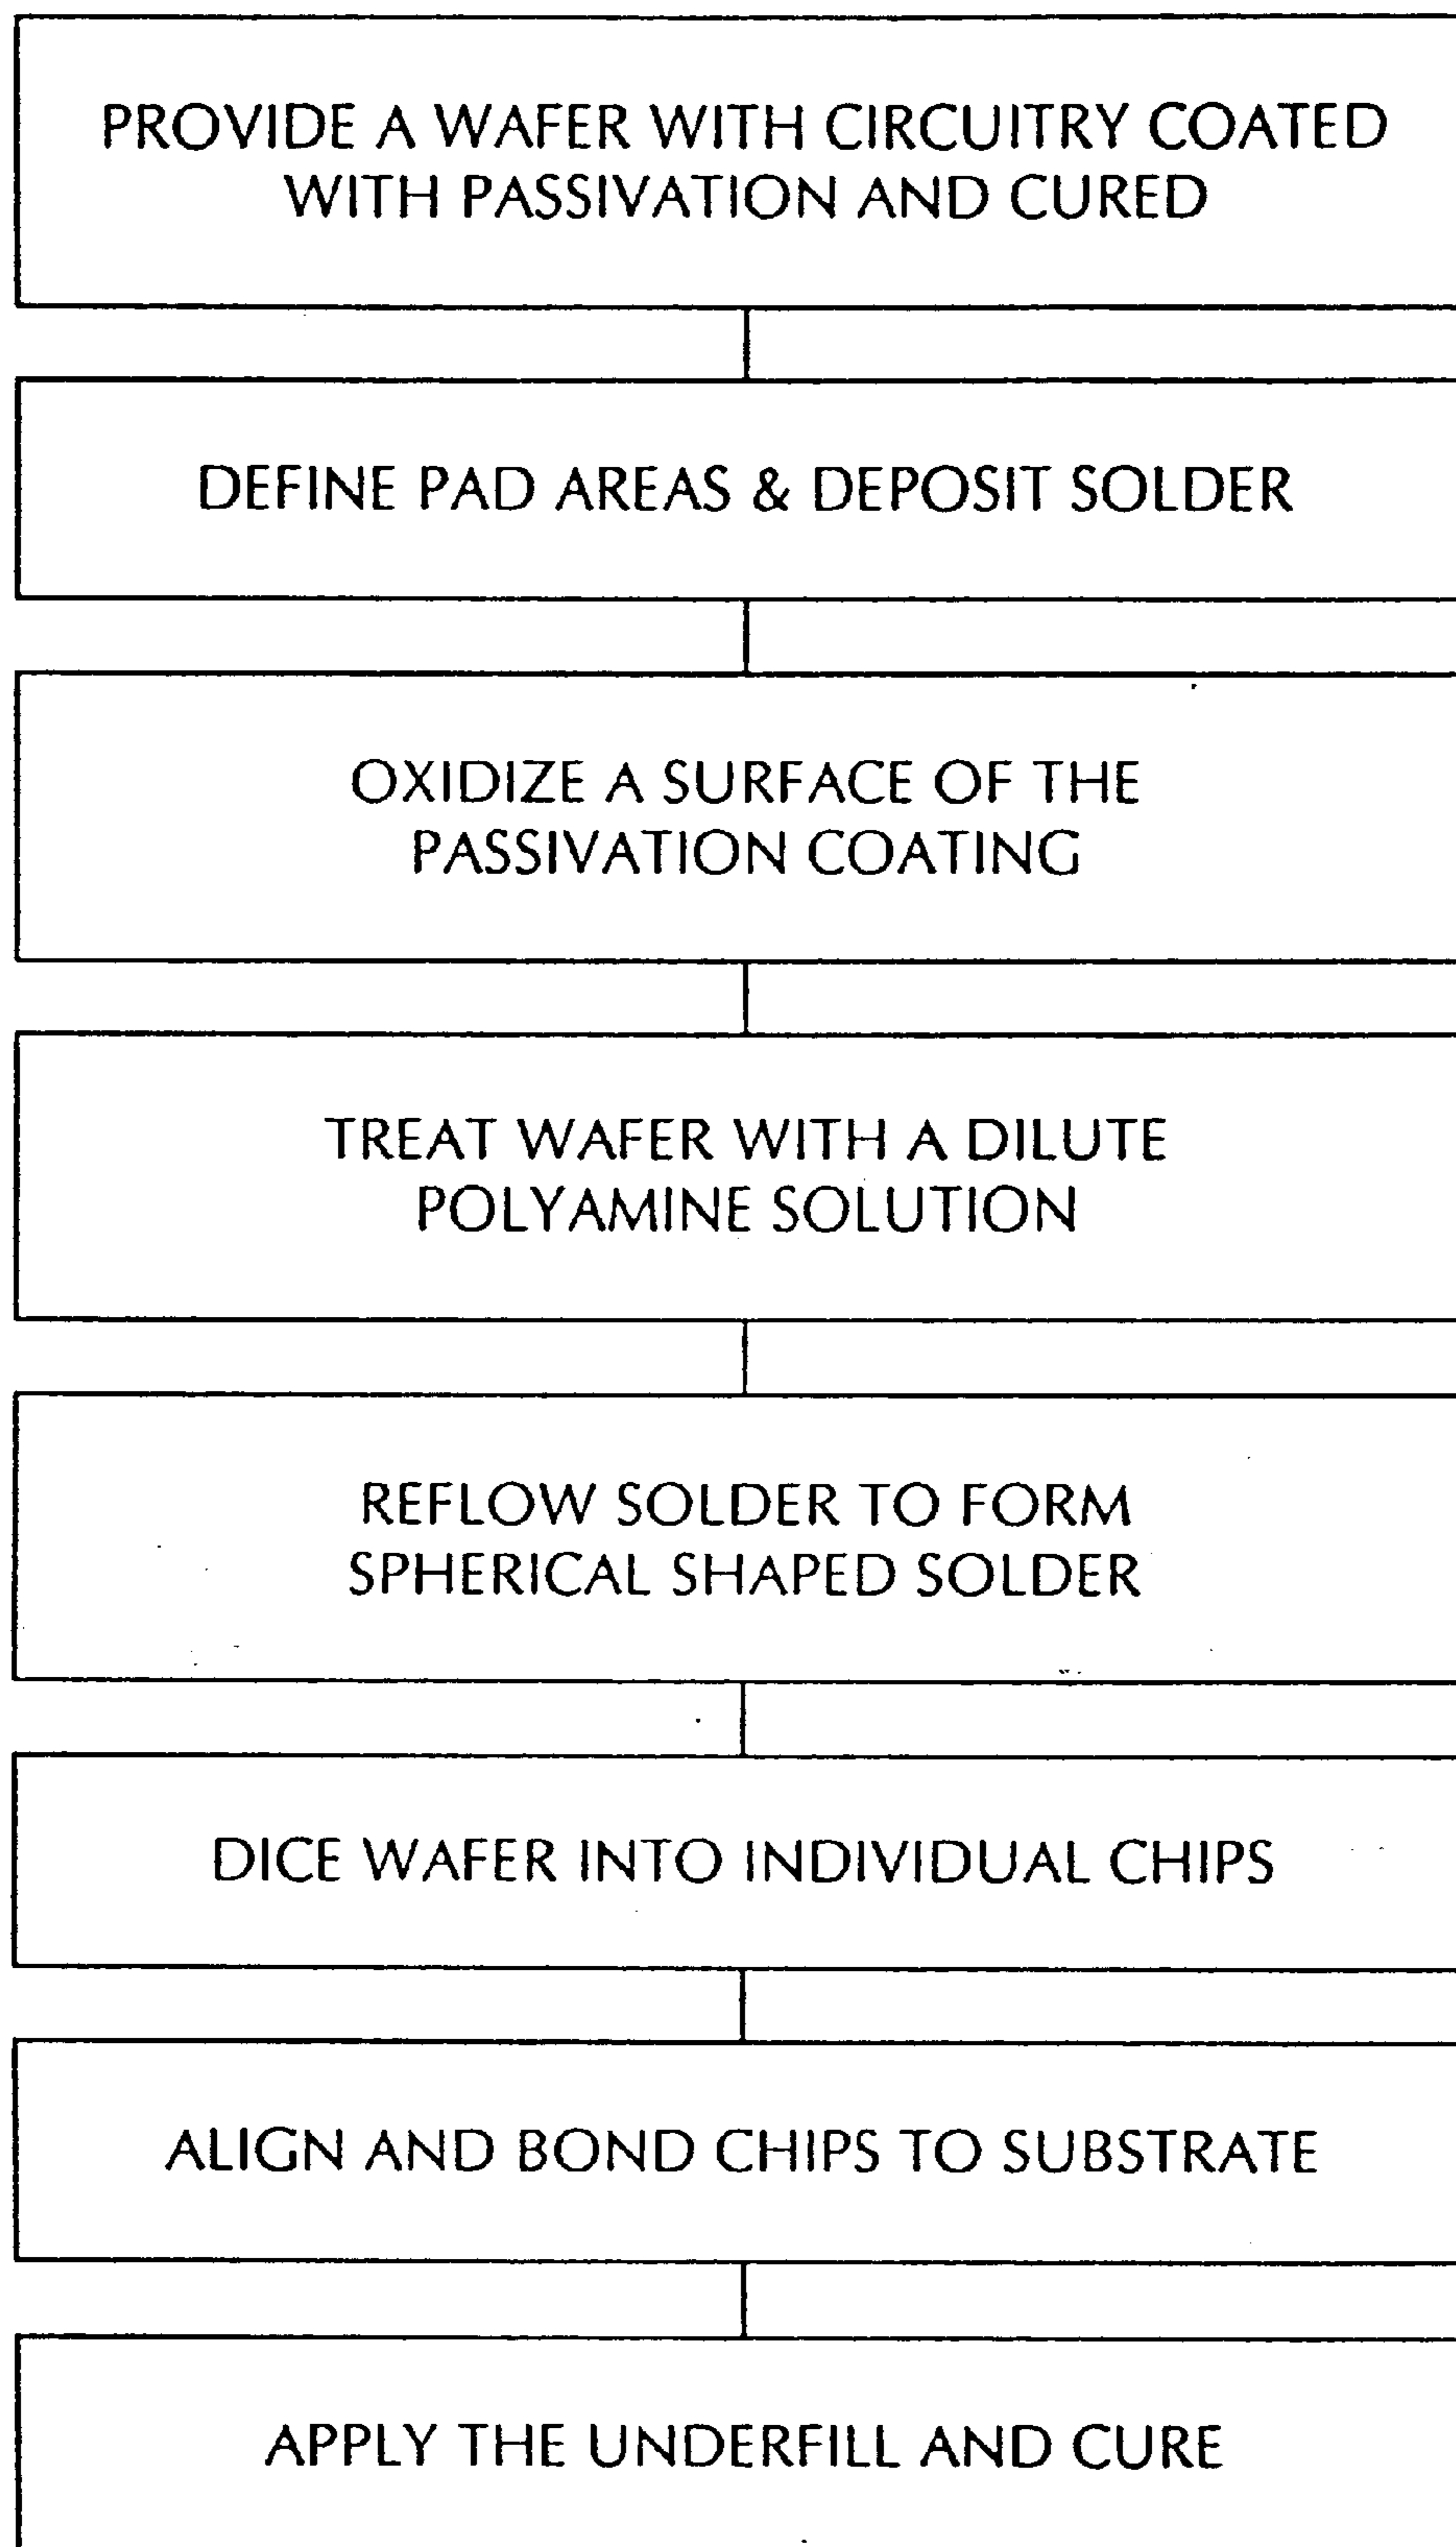 PROVIDE A WAFER WITH CIRCUITRY COATED
WITH PASSIVATION AND CURED
DEFINE PAD AREAS & DEPOSIT SOLDER
OXIDIZE A SURFACE OF THE
PASSIVATION COATING
TREAT WAFER WITH A DILUTE
POLYAMINE SOLUTION
REFLOW SOLDER TO FORM
SPHERICAL SHAPED SOLDER
DICE WAFER INTO INDIVIDUAL CHIPS
ALIGN AND BOND CHIPS TO SUBSTRATE
APPLY THE UNDERFILL AND CURE